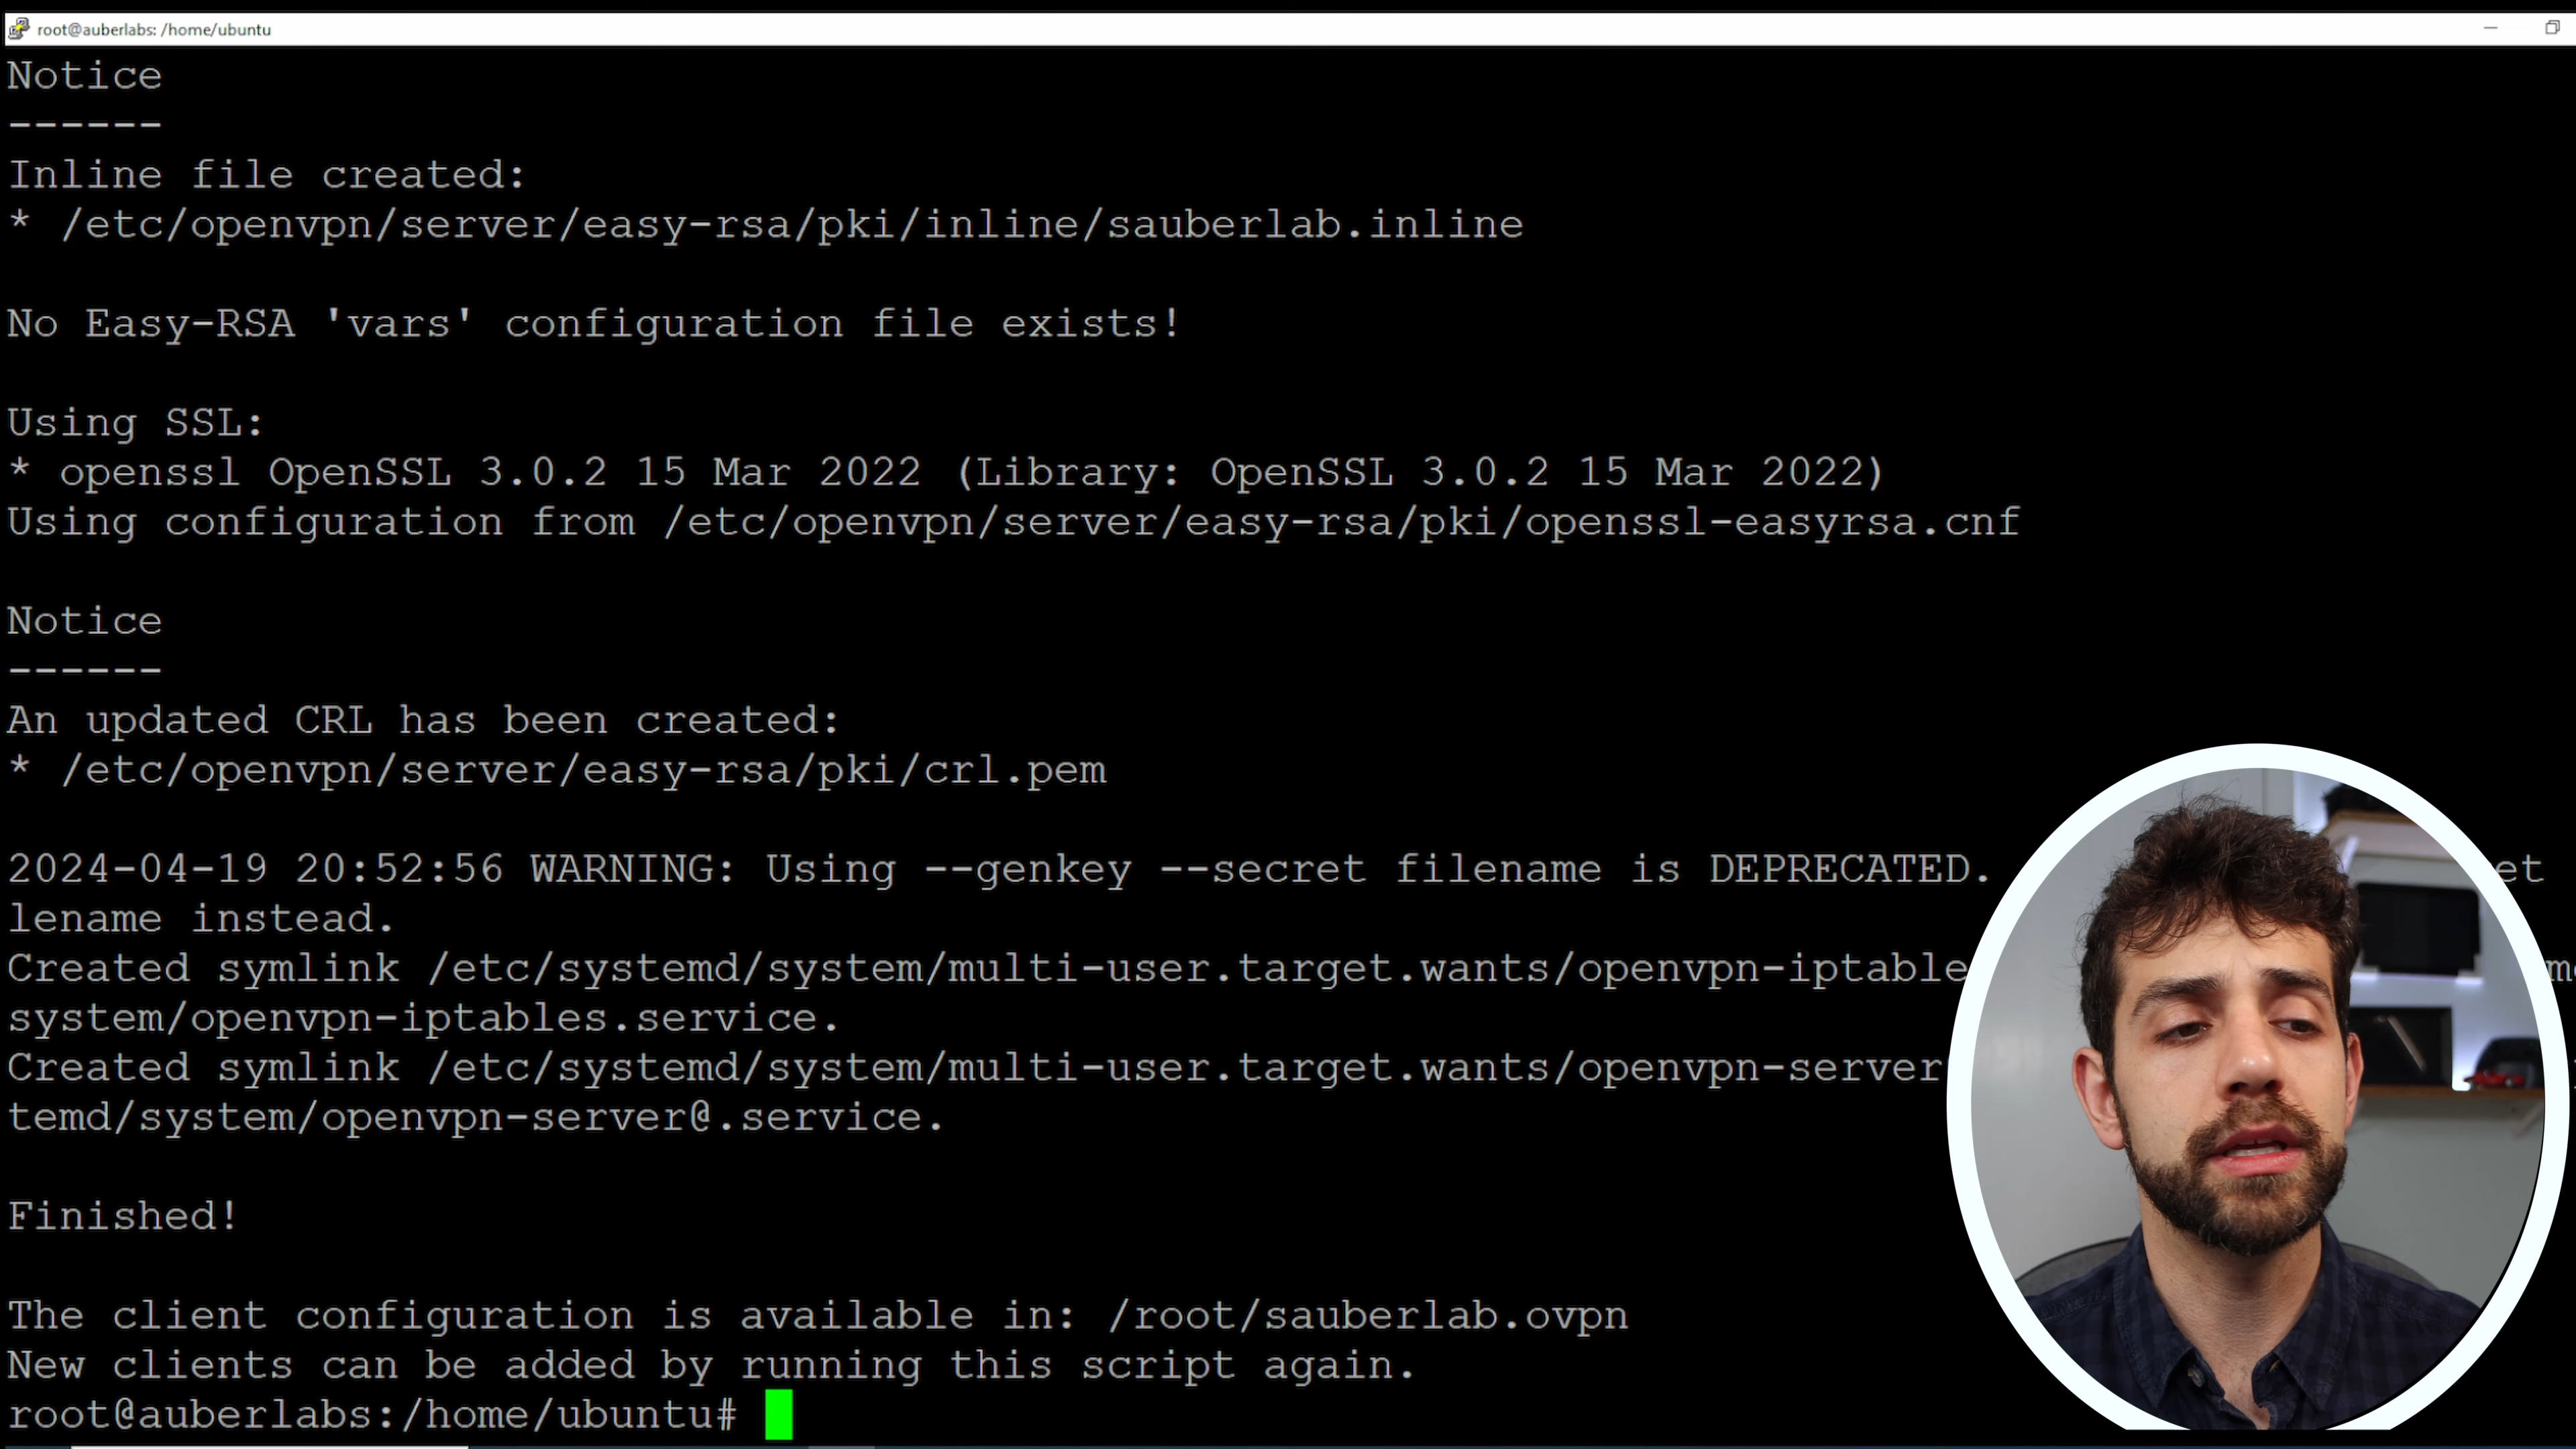 root@auberlabs: /home/ubuntu
Notice
------
Inline file created:
* /etc/openvpn/server/easy-rsa/pki/inline/sauberlab.inline
No Easy-RSA 'vars' configuration file exists!
Using SSL:
* openssl OpenSSL 3.0.2 15 Mar 2022 (Library: OpenSSL 3.0.2 15 Mar 2022)
Using configuration from /etc/openvpn/server/easy-rsa/pki/openssl-easyrsa.cnf
Notice
------
An updated CRL has been created:
* /etc/openvpn/server/easy-rsa/pki/crl.pem
2024-04-19 20:52:56 WARNING: Using --genkey --secret filename is DEPRECATED.
lename instead.
Created symlink /etc/systemd/system/multi-user.target.wants/openvpn-iptable
system/openvpn-iptables.service.
Created symlink /etc/systemd/system/multi-user.target.wants/openvpn-server
temd/system/openvpn-server@.service.
Finished!
The client configuration is available in: /root/sauberlab.ovpn
New clients can be added by running this script again.
root@auberlabs:/home/ubuntu#